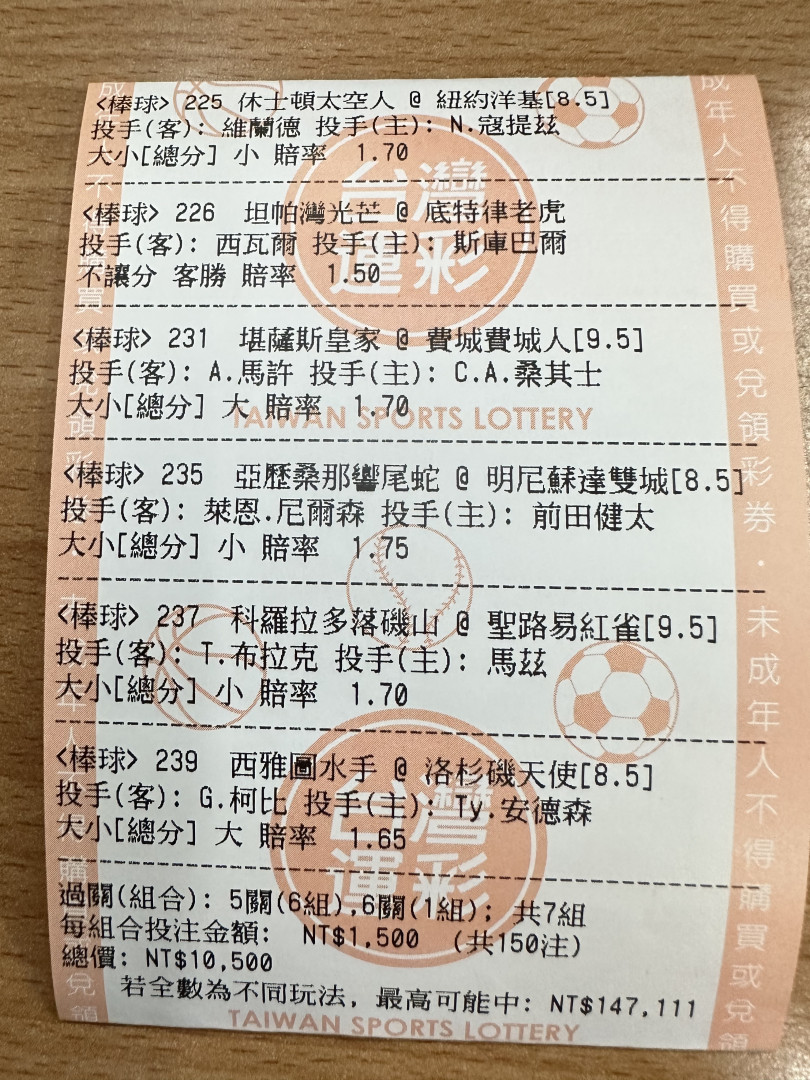 <棒球> 225 休士頓太空人 @ 紐約洋基[8.5]
投手(客): 維蘭德 投手(主): N.寇提茲
大小[總分] 小 賠率 1.70
<棒球> 226 坦帕灣光芒 @ 底特律老虎
投手(客): 西瓦爾 投手(主): 斯庫巴爾
不讓分 客勝 賠率 1.50
<棒球> 231 堪薩斯皇家 @ 費城費城人[9.5]
投手(客): A.馬許 投手(主): C.A.桑其士
大小[總分] 大 賠率 1.70
TAIWAN SPORTS LOTTERY
<棒球> 235 亞歷桑那響尾蛇 @ 明尼蘇達雙城[8.5]
投手(客): 萊恩.尼爾森 投手(主): 前田健太
大小[總分] 小 賠率 1.75
<棒球> 237 科羅拉多落磯山 @ 聖路易紅雀[9.5]
投手(客): T.布拉克 投手(主): 馬茲
大小[總分] 小 賠率 1.70
<棒球> 239 西雅圖水手 @ 洛杉磯天使[8.5]
投手(客): G.柯比 投手(主): Ty.安德森
大小[總分] 大 賠率 1.65
過關(組合): 5關(6組),6關(1組); 共7組
每組合投注金額: NT$1,500 (共150注)
總價: NT$10,500
若全數為不同玩法, 最高可能中: NT$147,111
TAIWAN SPORTS LOTTERY
台灣運彩
台灣運彩
成年人不得購買或兌領彩券·未成年人不得購買或兌領